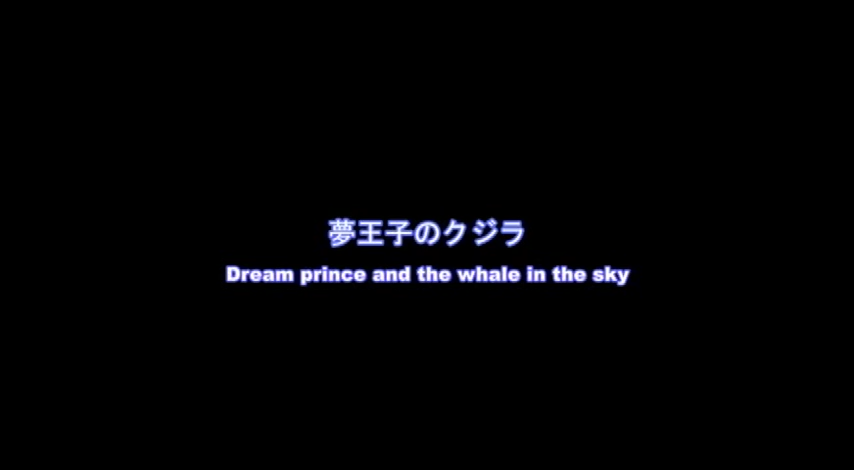 夢王子のクジラ
Dream prince and the whale in the sky